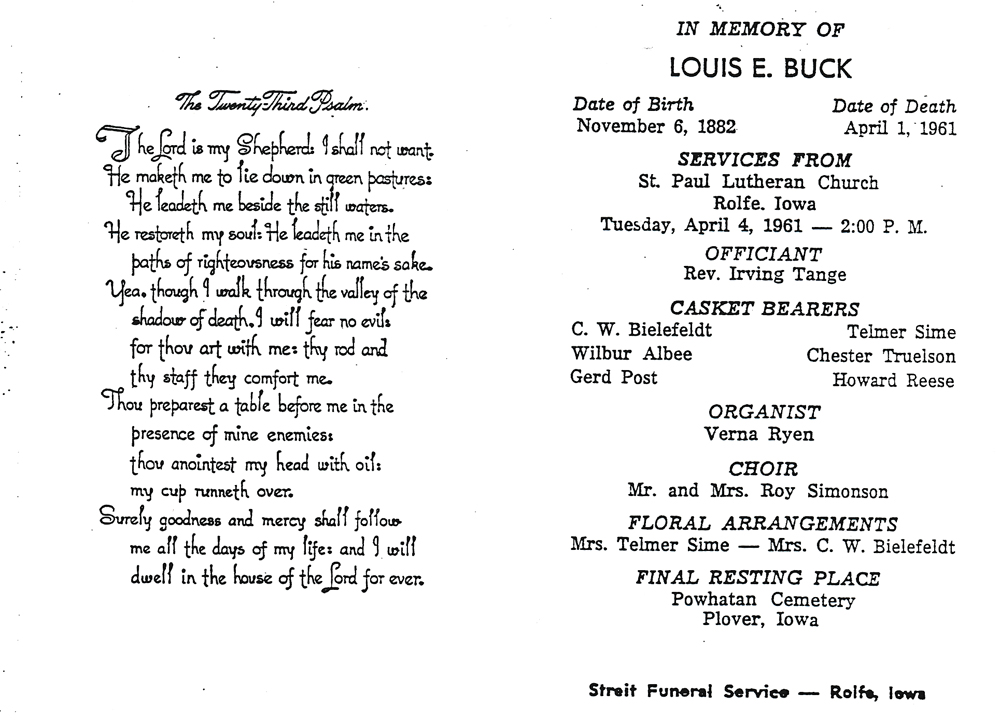 The Twenty-Third Psalm.
The Lord is my Shepherd: I shall not want.
He maketh me to lie down in green pastures:
He leadeth me beside the still waters.
He restoreth my soul: He leadeth me in the
paths of righteousness for his name's sake.
Yea, though I walk through the valley of the
shadow of death, I will fear no evil:
for thou art with me: thy rod and
thy staff they comfort me.
Thou preparest a table before me in the
presence of mine enemies:
thou anointest my head with oil:
my cup runneth over.
Surely goodness and mercy shall follow
me all the days of my life: and I will
dwell in the house of the Lord for ever.
IN MEMORY OF
LOUIS E. BUCK
Date of Birth Date of Death
November 6, 1882 April 1, 1961
SERVICES FROM
St. Paul Lutheran Church
Rolfe. Iowa
Tuesday, April 4, 1961 — 2:00 P. M.
OFFICIANT
Rev. Irving Tange
CASKET BEARERS
C. W. Bielefeldt Telmer Sime
Wilbur Albee Chester Truelson
Gerd Post Howard Reese
ORGANIST
Verna Ryen
CHOIR
Mr. and Mrs. Roy Simonson
FLORAL ARRANGEMENTS
Mrs. Telmer Sime — Mrs. C. W. Bielefeldt
FINAL RESTING PLACE
Powhatan Cemetery
Plover, Iowa
Streit Funeral Service — Rolfe, Iowa